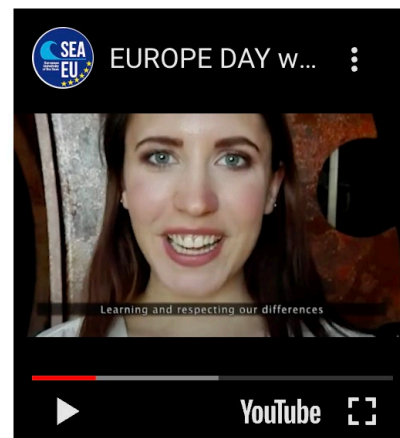 SEA
EU
EUROPE DAY w...
Learning and respecting our differences
YouTube